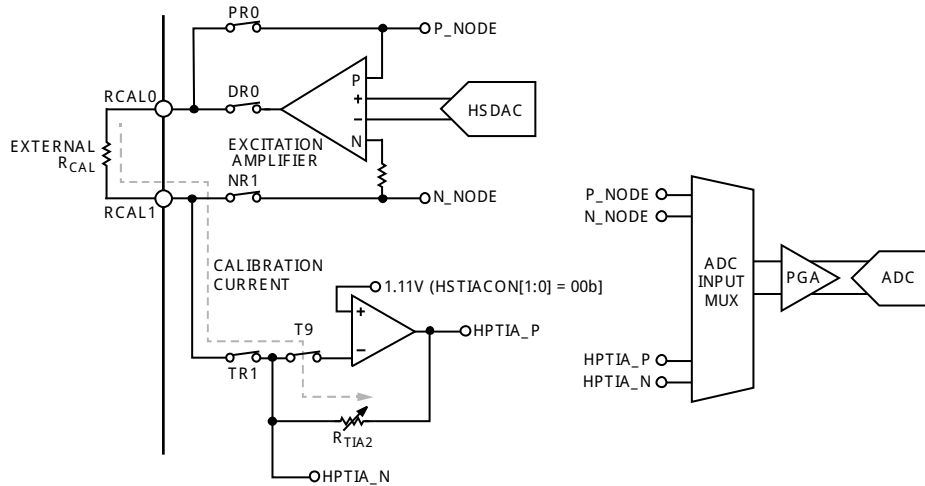 PR0
P_NODE
P
RCAL0
DR0
+
−
HSDAC
EXTERNAL
RCAL
EXCITATION
AMPLIFIER
N
NR1
N_NODE
RCAL1
P_NODE
N_NODE
ADC
INPUT
MUX
PGA
ADC
HPTIA_P
HPTIA_N
CALIBRATION
CURRENT
1.11V (HSTIACON[1:0] = 00b]
+
−
T9
HPTIA_P
TR1
RTIA2
HPTIA_N